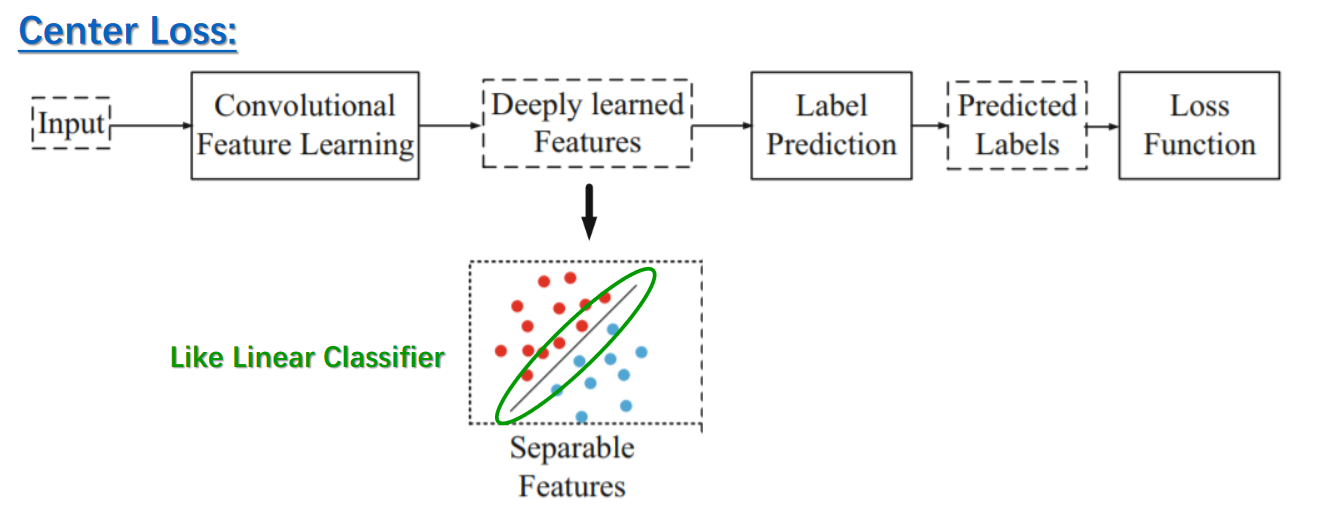 Center Loss:
Input
Convolutional
Feature Learning
Deeply learned
Features
Label
Prediction
Predicted
Labels
Loss
Function
Like Linear Classifier
Separable
Features